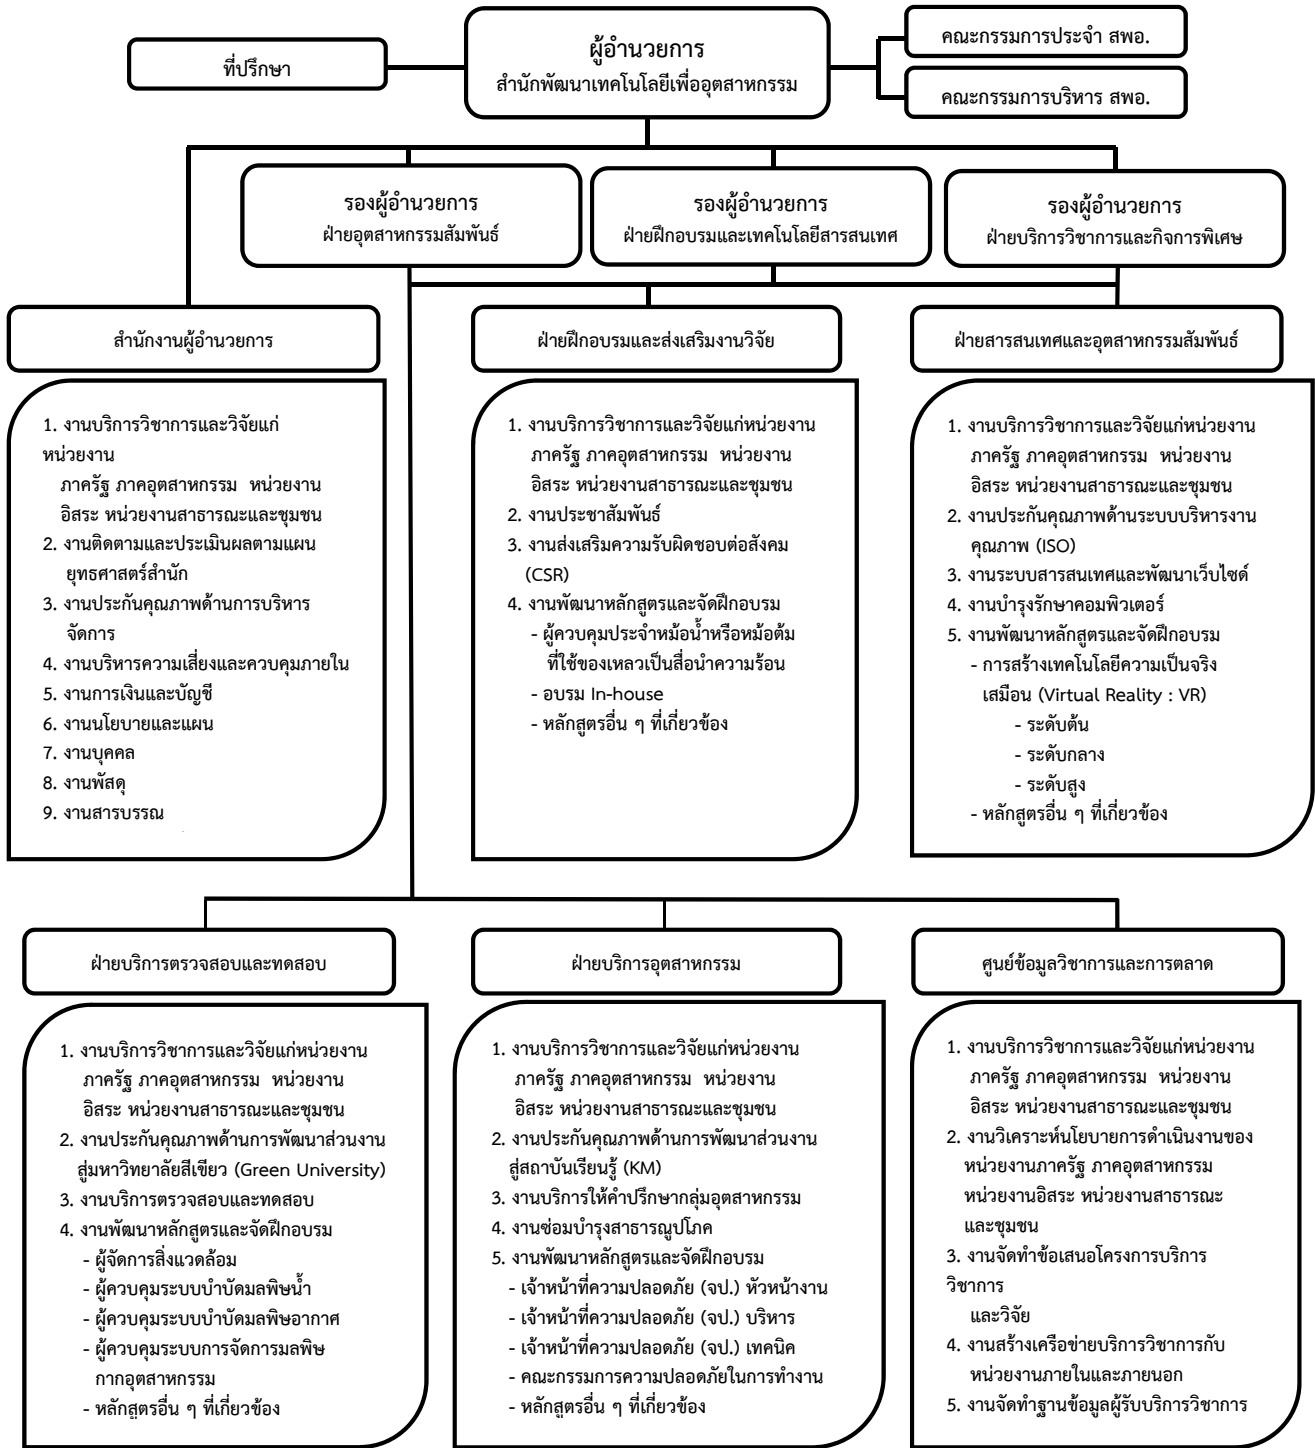 ผู้อำนวยการ
สำนักพัฒนาเทคโนโลยีเพื่ออุตสาหกรรม
ที่ปรึกษา
คณะกรรมการประจำ สพอ.
คณะกรรมการบริหาร สพอ.
รองผู้อำนวยการ
ฝ่ายอุตสาหกรรมสัมพันธ์
รองผู้อำนวยการ
ฝ่ายฝึกอบรมและเทคโนโลยีสารสนเทศ
รองผู้อำนวยการ
ฝ่ายบริการวิชาการและกิจการพิเศษ
สำนักงานผู้อำนวยการ
1. งานบริการวิชาการและวิจัยแก่
หน่วยงาน
ภาครัฐ ภาคอุตสาหกรรม หน่วยงาน
อิสระ หน่วยงานสาธารณะและชุมชน
2. งานติดตามและประเมินผลตามแผน
ยุทธศาสตร์สำนัก
3. งานประกันคุณภาพด้านการบริหาร
จัดการ
4. งานบริหารความเสี่ยงและควบคุมภายใน
5. งานการเงินและบัญชี
6. งานนโยบายและแผน
7. งานบุคคล
8. งานพัสดุ
9. งานสารบรรณ
ฝ่ายฝึกอบรมและส่งเสริมงานวิจัย
1. งานบริการวิชาการและวิจัยแก่หน่วยงาน
ภาครัฐ ภาคอุตสาหกรรม หน่วยงาน
อิสระ หน่วยงานสาธารณะและชุมชน
2. งานประชาสัมพันธ์
3. งานส่งเสริมความรับผิดชอบต่อสังคม
(CSR)
4. งานพัฒนาหลักสูตรและจัดฝึกอบรม
- ผู้ควบคุมประจำหม้อน้ำหรือหม้อต้ม
ที่ใช้ของเหลวเป็นสื่อนำความร้อน
- อบรม In-house
- หลักสูตรอื่น ๆ ที่เกี่ยวข้อง
ฝ่ายสารสนเทศและอุตสาหกรรมสัมพันธ์
1. งานบริการวิชาการและวิจัยแก่หน่วยงาน
ภาครัฐ ภาคอุตสาหกรรม หน่วยงาน
อิสระ หน่วยงานสาธารณะและชุมชน
2. งานประกันคุณภาพด้านระบบบริหารงาน
คุณภาพ (ISO)
3. งานระบบสารสนเทศและพัฒนาเว็บไซต์
4. งานบำรุงรักษาคอมพิวเตอร์
5. งานพัฒนาหลักสูตรและจัดฝึกอบรม
- การสร้างเทคโนโลยีความเป็นจริง
เสมือน (Virtual Reality : VR)
- ระดับต้น
- ระดับกลาง
- ระดับสูง
- หลักสูตรอื่น ๆ ที่เกี่ยวข้อง
ฝ่ายบริการตรวจสอบและทดสอบ
1. งานบริการวิชาการและวิจัยแก่หน่วยงาน
ภาครัฐ ภาคอุตสาหกรรม หน่วยงาน
อิสระ หน่วยงานสาธารณะและชุมชน
2. งานประกันคุณภาพด้านการพัฒนาส่วนงาน
สู่มหาวิทยาลัยสีเขียว (Green University)
3. งานบริการตรวจสอบและทดสอบ
4. งานพัฒนาหลักสูตรและจัดฝึกอบรม
- ผู้จัดการสิ่งแวดล้อม
- ผู้ควบคุมระบบบำบัดมลพิษน้ำ
- ผู้ควบคุมระบบบำบัดมลพิษอากาศ
- ผู้ควบคุมระบบการจัดการมลพิษ
กากอุตสาหกรรม
- หลักสูตรอื่น ๆ ที่เกี่ยวข้อง
ฝ่ายบริการอุตสาหกรรม
1. งานบริการวิชาการและวิจัยแก่หน่วยงาน
ภาครัฐ ภาคอุตสาหกรรม หน่วยงาน
อิสระ หน่วยงานสาธารณะและชุมชน
2. งานประกันคุณภาพด้านการพัฒนาส่วนงาน
สู่สถาบันเรียนรู้ (KM)
3. งานบริการให้คำปรึกษากลุ่มอุตสาหกรรม
4. งานซ่อมบำรุงสาธารณูปโภค
5. งานพัฒนาหลักสูตรและจัดฝึกอบรม
- เจ้าหน้าที่ความปลอดภัย (จป.) หัวหน้างาน
- เจ้าหน้าที่ความปลอดภัย (จป.) บริหาร
- เจ้าหน้าที่ความปลอดภัย (จป.) เทคนิค
- คณะกรรมการความปลอดภัยในการทำงาน
- หลักสูตรอื่น ๆ ที่เกี่ยวข้อง
ศูนย์ข้อมูลวิชาการและการตลาด
1. งานบริการวิชาการและวิจัยแก่หน่วยงาน
ภาครัฐ ภาคอุตสาหกรรม หน่วยงาน
อิสระ หน่วยงานสาธารณะและชุมชน
2. งานวิเคราะห์นโยบายการดำเนินงานของ
หน่วยงานภาครัฐ ภาคอุตสาหกรรม
หน่วยงานอิสระ หน่วยงานสาธารณะ
และชุมชน
3. งานจัดทำข้อเสนอโครงการบริการ
วิชาการ
และวิจัย
4. งานสร้างเครือข่ายบริการวิชาการกับ
หน่วยงานภายในและภายนอก
5. งานจัดทำฐานข้อมูลผู้รับบริการวิชาการ